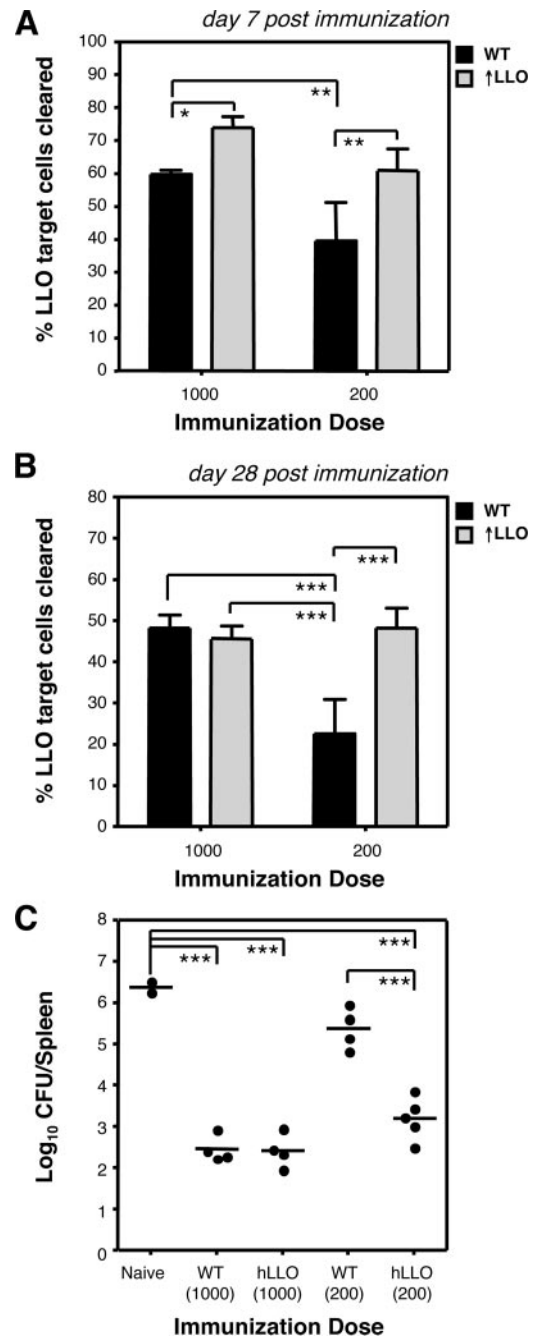 A
day 7 post immunization
WT
↑LLO
% LLO target cells cleared
100
90
80
70
60
50
40
30
20
10
0
*
**
**
1000
200
Immunization Dose
B
day 28 post immunization
WT
↑LLO
% LLO target cells cleared
80
70
60
50
40
30
20
10
0
***
***
***
1000
200
Immunization Dose
C
Log10 CFU/Spleen
8
7
6
5
4
3
2
1
0
***
***
***
***
Naive
WT
(1000)
hLLO
(1000)
WT
(200)
hLLO
(200)
Immunization Dose